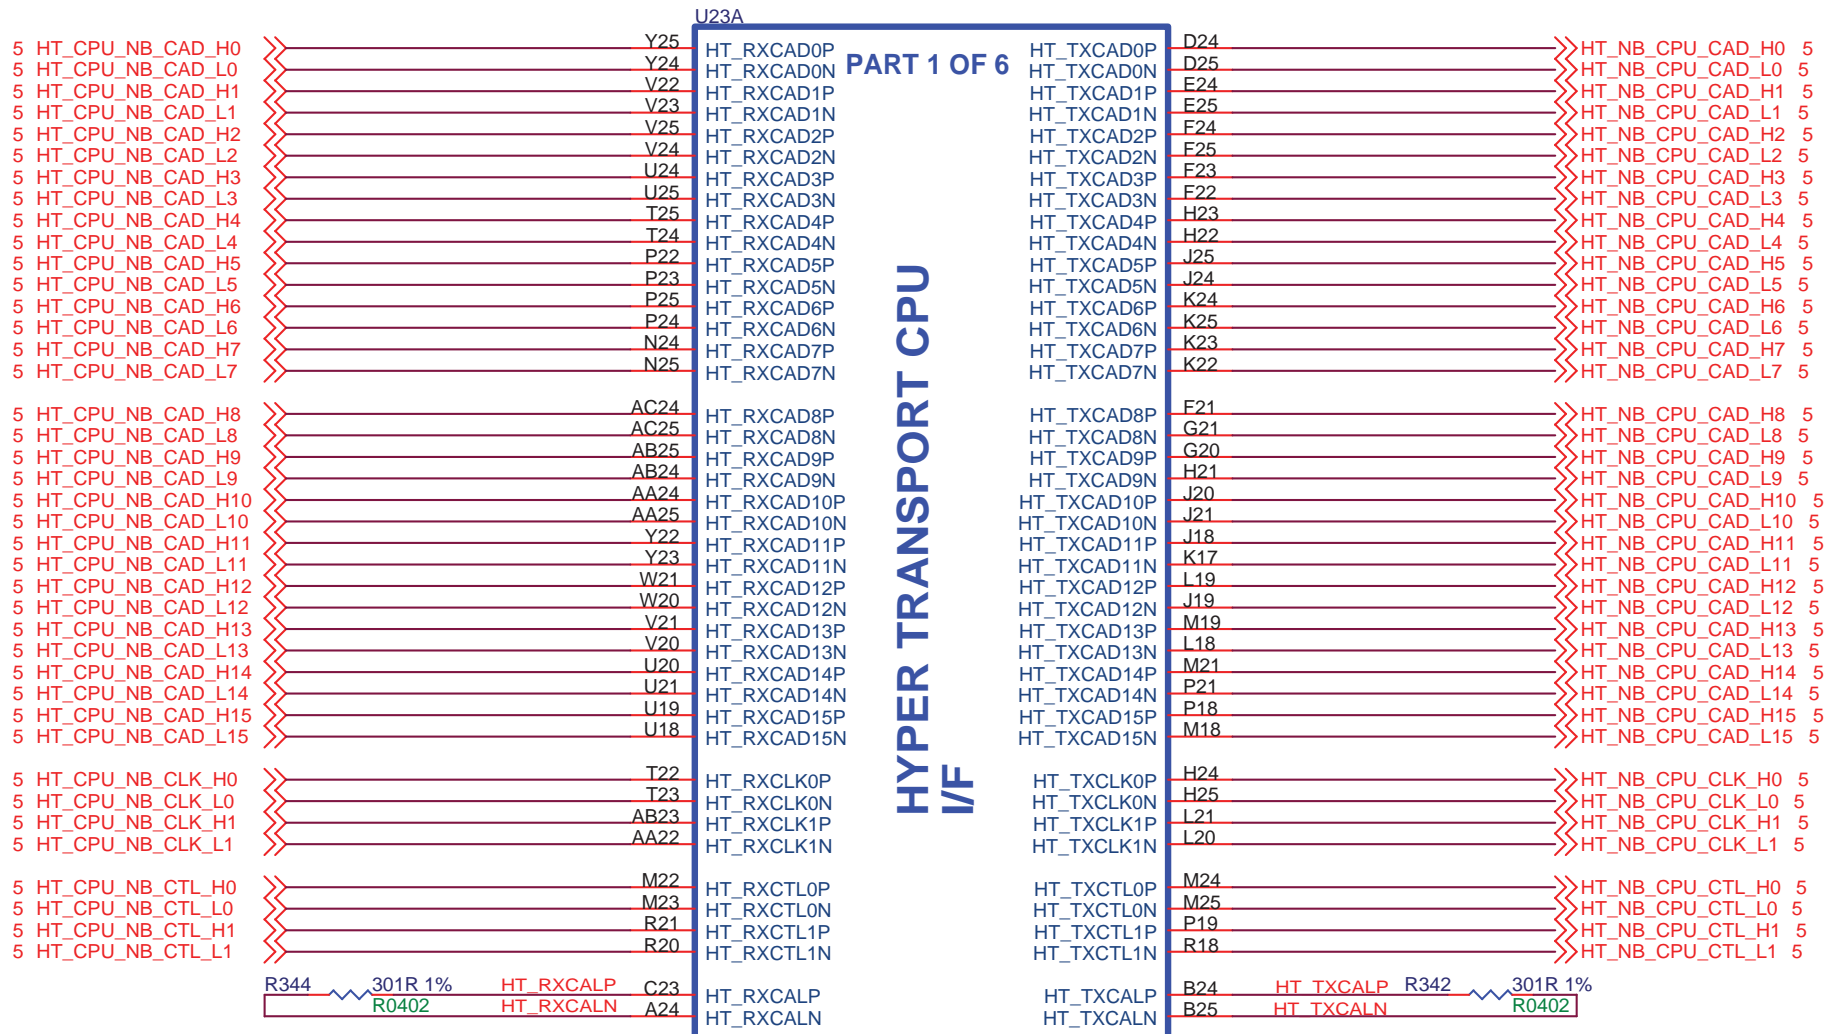 U23A
PART 1 OF 6
HYPER TRANSPORT CPU
I/F
5 HT_CPU_NB_CAD_H0 Y25 HT_RXCAD0P HT_TXCAD0P D24 HT_NB_CPU_CAD_H0 5
5 HT_CPU_NB_CAD_L0 Y24 HT_RXCAD0N HT_TXCAD0N D25 HT_NB_CPU_CAD_L0 5
5 HT_CPU_NB_CAD_H1 V22 HT_RXCAD1P HT_TXCAD1P E24 HT_NB_CPU_CAD_H1 5
5 HT_CPU_NB_CAD_L1 V23 HT_RXCAD1N HT_TXCAD1N E25 HT_NB_CPU_CAD_L1 5
5 HT_CPU_NB_CAD_H2 V25 HT_RXCAD2P HT_TXCAD2P F24 HT_NB_CPU_CAD_H2 5
5 HT_CPU_NB_CAD_L2 V24 HT_RXCAD2N HT_TXCAD2N F25 HT_NB_CPU_CAD_L2 5
5 HT_CPU_NB_CAD_H3 U24 HT_RXCAD3P HT_TXCAD3P F23 HT_NB_CPU_CAD_H3 5
5 HT_CPU_NB_CAD_L3 U25 HT_RXCAD3N HT_TXCAD3N F22 HT_NB_CPU_CAD_L3 5
5 HT_CPU_NB_CAD_H4 T25 HT_RXCAD4P HT_TXCAD4P H23 HT_NB_CPU_CAD_H4 5
5 HT_CPU_NB_CAD_L4 T24 HT_RXCAD4N HT_TXCAD4N H22 HT_NB_CPU_CAD_L4 5
5 HT_CPU_NB_CAD_H5 P22 HT_RXCAD5P HT_TXCAD5P J25 HT_NB_CPU_CAD_H5 5
5 HT_CPU_NB_CAD_L5 P23 HT_RXCAD5N HT_TXCAD5N J24 HT_NB_CPU_CAD_L5 5
5 HT_CPU_NB_CAD_H6 P25 HT_RXCAD6P HT_TXCAD6P K24 HT_NB_CPU_CAD_H6 5
5 HT_CPU_NB_CAD_L6 P24 HT_RXCAD6N HT_TXCAD6N K25 HT_NB_CPU_CAD_L6 5
5 HT_CPU_NB_CAD_H7 N24 HT_RXCAD7P HT_TXCAD7P K23 HT_NB_CPU_CAD_H7 5
5 HT_CPU_NB_CAD_L7 N25 HT_RXCAD7N HT_TXCAD7N K22 HT_NB_CPU_CAD_L7 5
5 HT_CPU_NB_CAD_H8 AC24 HT_RXCAD8P HT_TXCAD8P F21 HT_NB_CPU_CAD_H8 5
5 HT_CPU_NB_CAD_L8 AC25 HT_RXCAD8N HT_TXCAD8N G21 HT_NB_CPU_CAD_L8 5
5 HT_CPU_NB_CAD_H9 AB25 HT_RXCAD9P HT_TXCAD9P G20 HT_NB_CPU_CAD_H9 5
5 HT_CPU_NB_CAD_L9 AB24 HT_RXCAD9N HT_TXCAD9N H21 HT_NB_CPU_CAD_L9 5
5 HT_CPU_NB_CAD_H10 AA24 HT_RXCAD10P HT_TXCAD10P J20 HT_NB_CPU_CAD_H10 5
5 HT_CPU_NB_CAD_L10 AA25 HT_RXCAD10N HT_TXCAD10N J21 HT_NB_CPU_CAD_L10 5
5 HT_CPU_NB_CAD_H11 Y22 HT_RXCAD11P HT_TXCAD11P J18 HT_NB_CPU_CAD_H11 5
5 HT_CPU_NB_CAD_L11 Y23 HT_RXCAD11N HT_TXCAD11N K17 HT_NB_CPU_CAD_L11 5
5 HT_CPU_NB_CAD_H12 W21 HT_RXCAD12P HT_TXCAD12P L19 HT_NB_CPU_CAD_H12 5
5 HT_CPU_NB_CAD_L12 W20 HT_RXCAD12N HT_TXCAD12N J19 HT_NB_CPU_CAD_L12 5
5 HT_CPU_NB_CAD_H13 V21 HT_RXCAD13P HT_TXCAD13P M19 HT_NB_CPU_CAD_H13 5
5 HT_CPU_NB_CAD_L13 V20 HT_RXCAD13N HT_TXCAD13N L18 HT_NB_CPU_CAD_L13 5
5 HT_CPU_NB_CAD_H14 U20 HT_RXCAD14P HT_TXCAD14P M21 HT_NB_CPU_CAD_H14 5
5 HT_CPU_NB_CAD_L14 U21 HT_RXCAD14N HT_TXCAD14N P21 HT_NB_CPU_CAD_L14 5
5 HT_CPU_NB_CAD_H15 U19 HT_RXCAD15P HT_TXCAD15P P18 HT_NB_CPU_CAD_H15 5
5 HT_CPU_NB_CAD_L15 U18 HT_RXCAD15N HT_TXCAD15N M18 HT_NB_CPU_CAD_L15 5
5 HT_CPU_NB_CLK_H0 T22 HT_RXCLK0P HT_TXCLK0P H24 HT_NB_CPU_CLK_H0 5
5 HT_CPU_NB_CLK_L0 T23 HT_RXCLK0N HT_TXCLK0N H25 HT_NB_CPU_CLK_L0 5
5 HT_CPU_NB_CLK_H1 AB23 HT_RXCLK1P HT_TXCLK1P L21 HT_NB_CPU_CLK_H1 5
5 HT_CPU_NB_CLK_L1 AA22 HT_RXCLK1N HT_TXCLK1N L20 HT_NB_CPU_CLK_L1 5
5 HT_CPU_NB_CTL_H0 M22 HT_RXCTL0P HT_TXCTL0P M24 HT_NB_CPU_CTL_H0 5
5 HT_CPU_NB_CTL_L0 M23 HT_RXCTL0N HT_TXCTL0N M25 HT_NB_CPU_CTL_L0 5
5 HT_CPU_NB_CTL_H1 R21 HT_RXCTL1P HT_TXCTL1P P19 HT_NB_CPU_CTL_H1 5
5 HT_CPU_NB_CTL_L1 R20 HT_RXCTL1N HT_TXCTL1N R18 HT_NB_CPU_CTL_L1 5
R344 301R 1% HT_RXCALP C23 HT_RXCALP HT_TXCALP B24 HT_TXCALP R342 301R 1%
R0402 HT_RXCALN A24 HT_RXCALN HT_TXCALN B25 HT_TXCALN R0402